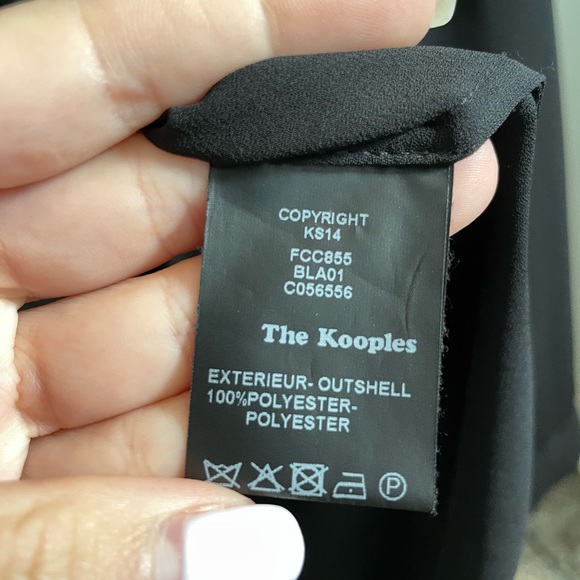 COPYRIGHT
KS14
FCC855
BLA01
C056556
The Kooples
EXTERIEUR- OUTSHELL
100%POLYESTER-
POLYESTER
P